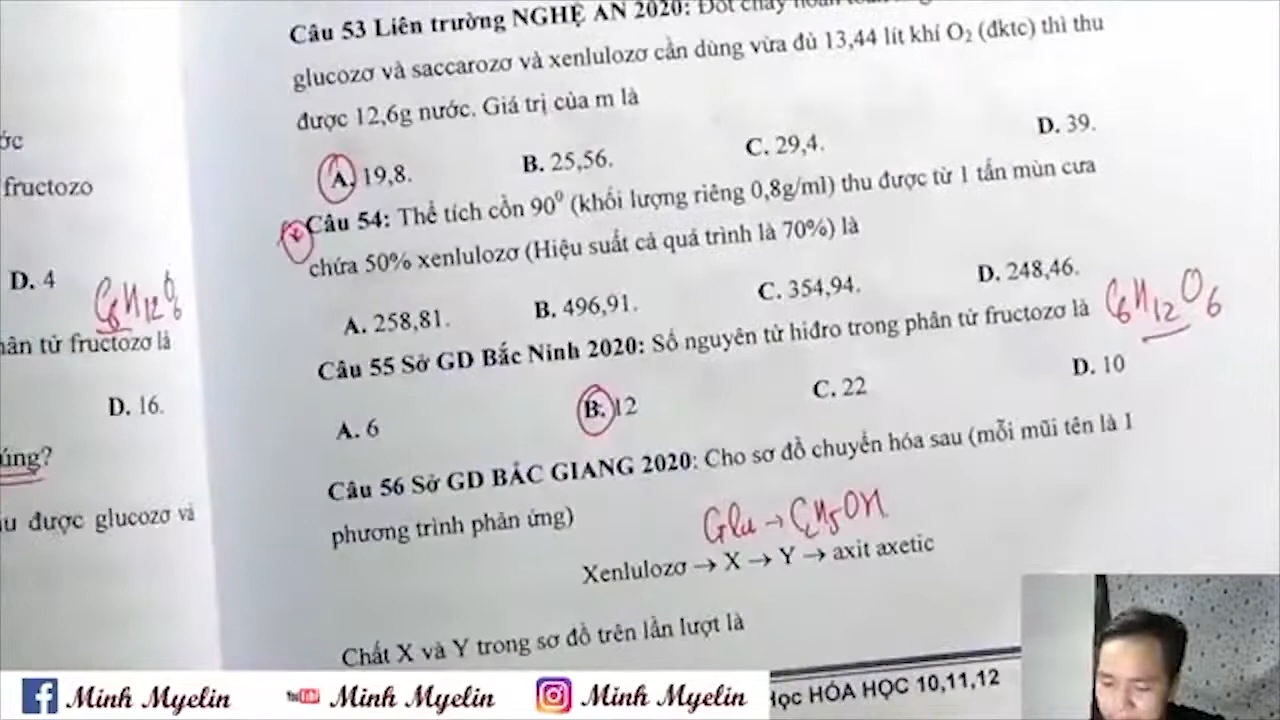 ớc
fructozo
D. 4
C6H12O6
ân tử fructozơ là
D. 16.
úng?
u được glucozơ và
Câu 53 Liên trường NGHỆ AN 2020: Đốt cháy hoàn
glucozơ và saccarozơ và xenlulozơ cần dùng vừa đủ 13,44 lít khí O2 (đktc) thì thu
được 12,6g nước. Giá trị của m là
A. 19,8. B. 25,56. C. 29,4. D. 39.
Câu 54: Thể tích cồn 90⁰ (khối lượng riêng 0,8g/ml) thu được từ 1 tấn mùn cưa
chứa 50% xenlulozơ (Hiệu suất cả quá trình là 70%) là
A. 258,81. B. 496,91. C. 354,94. D. 248,46.
Câu 55 Sở GD Bắc Ninh 2020: Số nguyên tử hiđro trong phân tử fructozơ là C6H12O6
A. 6 B. 12 C. 22 D. 10
Câu 56 Sở GD BẮC GIANG 2020: Cho sơ đồ chuyển hóa sau (mỗi mũi tên là 1
phương trình phản ứng)
Glu → C2H5OH
Xenlulozơ → X → Y → axit axetic
Chất X và Y trong sơ đồ trên lần lượt là
Học HÓA HỌC 10,11,12
Minh Myelin Minh Myelin Minh Myelin